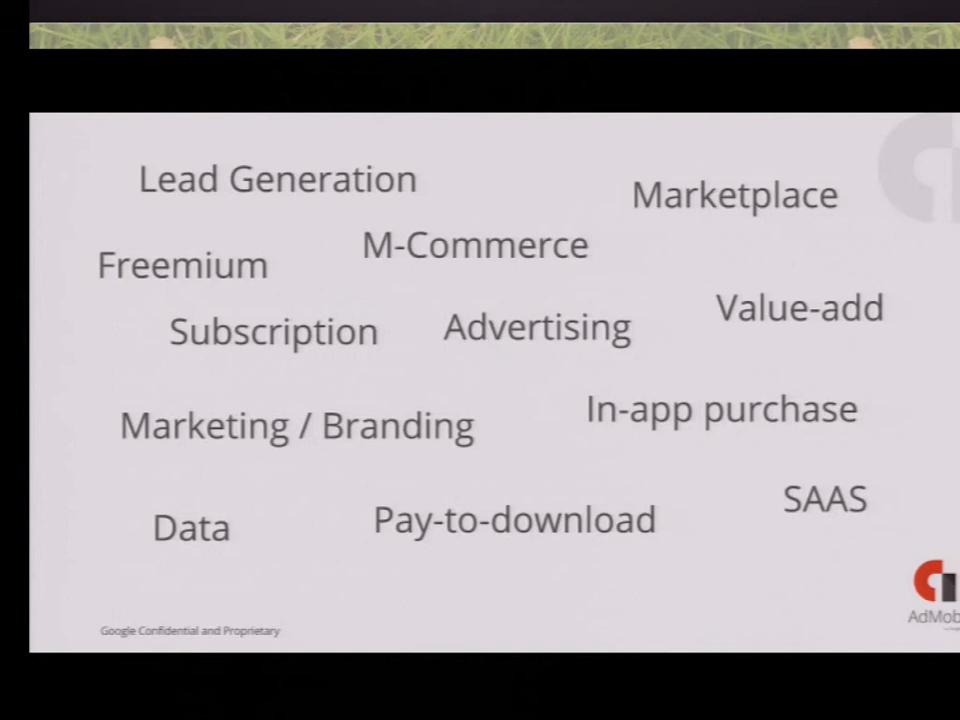 Lead Generation
Marketplace
M-Commerce
Freemium
Value-add
Subscription
Advertising
In-app purchase
Marketing / Branding
SAAS
Pay-to-download
Data
AdMob
Google Confidential and Proprietary